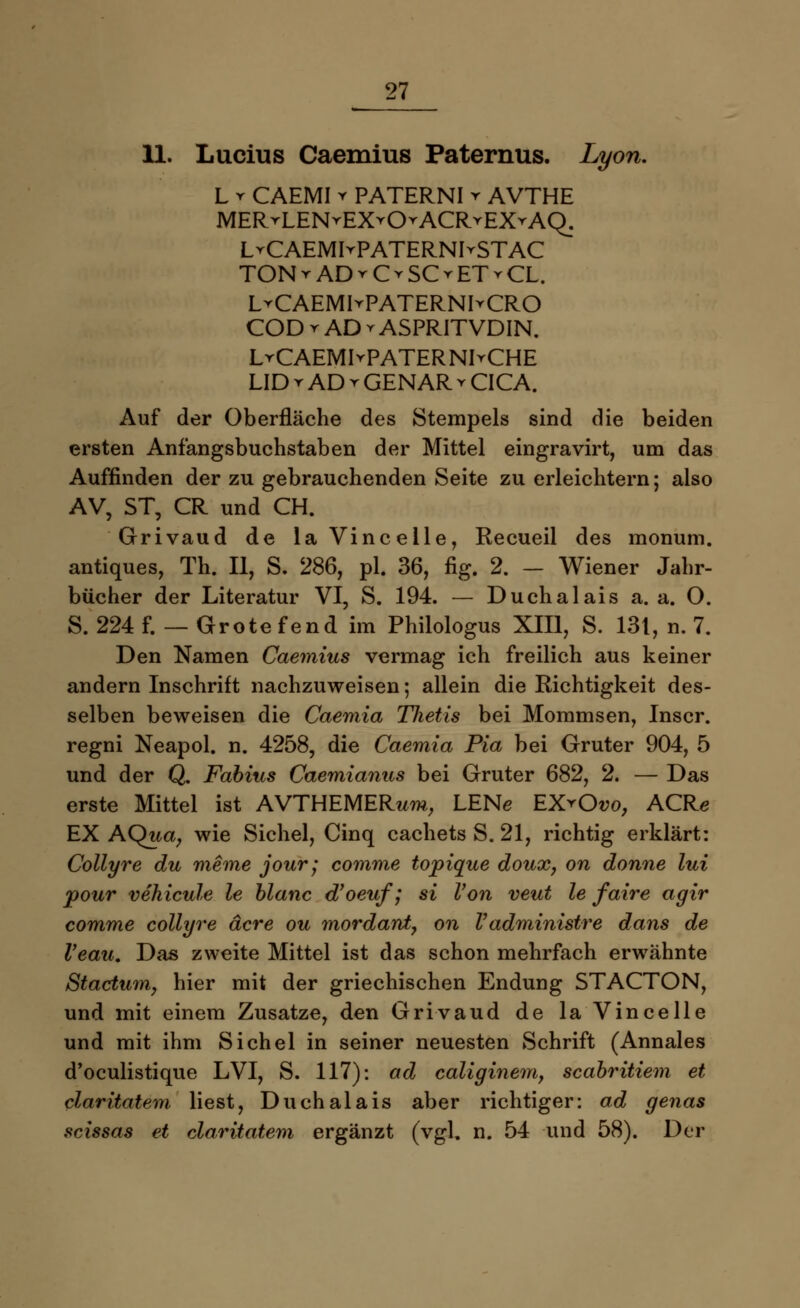 27
11. Lucius Caemius Paternus. Lyon.
L ʏ CAEMI ʏ PATERNI ʏ AVTHE
MERʏLENʏEXʏOʏACRʏEXʏAQ.
LʏCAEMIʏPATERNIʏSTAC
TONʏADʏCʏSCʏETʏCL.
LʏCAEMIʏPATERNIʏCRO
CODʏADʏASPRITVDIN.
LʏCAEMIʏPATERNIʏCHE
LIDʏADʏGENARʏCICA.
Auf der Oberfläche des Stempels sind die beiden
ersten Anfangsbuchstaben der Mittel eingravirt, um das
Auffinden der zu gebrauchenden Seite zu erleichtern; also
AV, ST, CR und CH.
Grivaud de la Vincelle, Recueil des monum.
antiques, Th. II, S. 286, pl. 36, fig. 2. — Wiener Jahr-
bücher der Literatur VI, S. 194. — Duchalais a. a. O.
S. 224 f. — Grotefend im Philologus XIII, S. 131, n. 7.
Den Namen Caemius vermag ich freilich aus keiner
andern Inschrift nachzuweisen; allein die Richtigkeit des-
selben beweisen die Caemia Thetis bei Mommsen, Inscr.
regni Neapol. n. 4258, die Caemia Pia bei Gruter 904, 5
und der Q. Fabius Caemianus bei Gruter 682, 2. — Das
erste Mittel ist AVTHEMERum, LENe EXʏOvo, ACRe
EX AQua, wie Sichel, Cinq cachets S. 21, richtig erklärt:
Collyre du même jour; comme topique doux, on donne lui
pour véhicule le blanc d'oeuf; si l'on veut le faire agir
comme collyre âcre ou mordant, on l'administre dans de
l'eau. Das zweite Mittel ist das schon mehrfach erwähnte
Stactum, hier mit der griechischen Endung STACTON,
und mit einem Zusatze, den Grivaud de la Vincelle
und mit ihm Sichel in seiner neuesten Schrift (Annales
d'oculistique LVI, S. 117): ad caliginem, scabritiem et
claritatem liest, Duchalais aber richtiger: ad genas
scissas et claritatem ergänzt (vgl. n. 54 und 58). Der